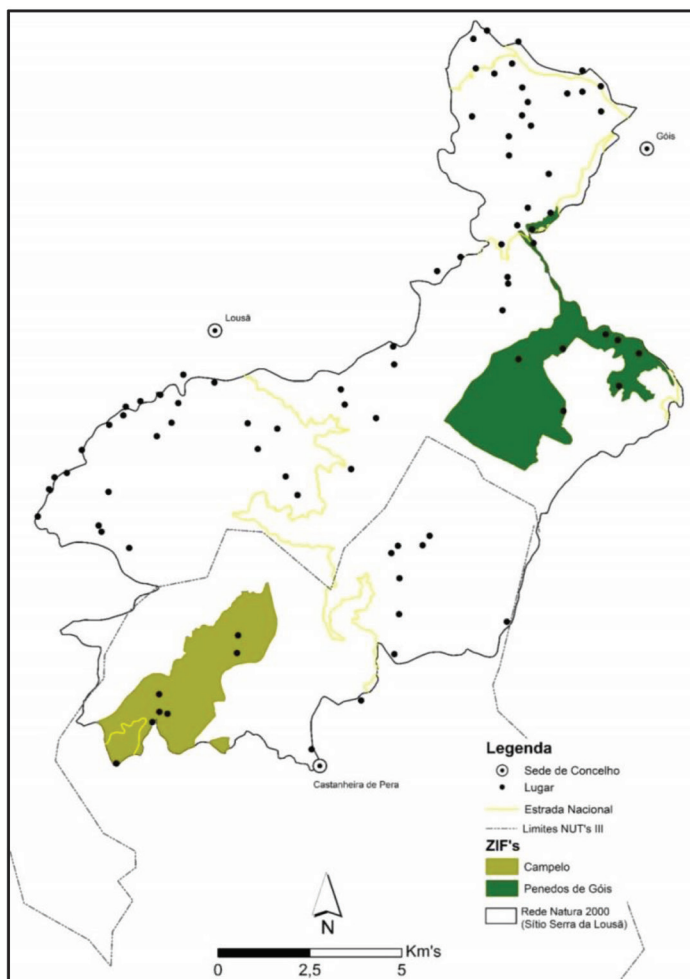 Góis
Lousã
Castanheira de Pera
Legenda
Sede de Concelho
Lugar
Estrada Nacional
Limites NUT's III
ZIF's
Campelo
Penedos de Góis
Rede Natura 2000
(Sítio Serra da Lousã)
N
Km's
0 2,5 5